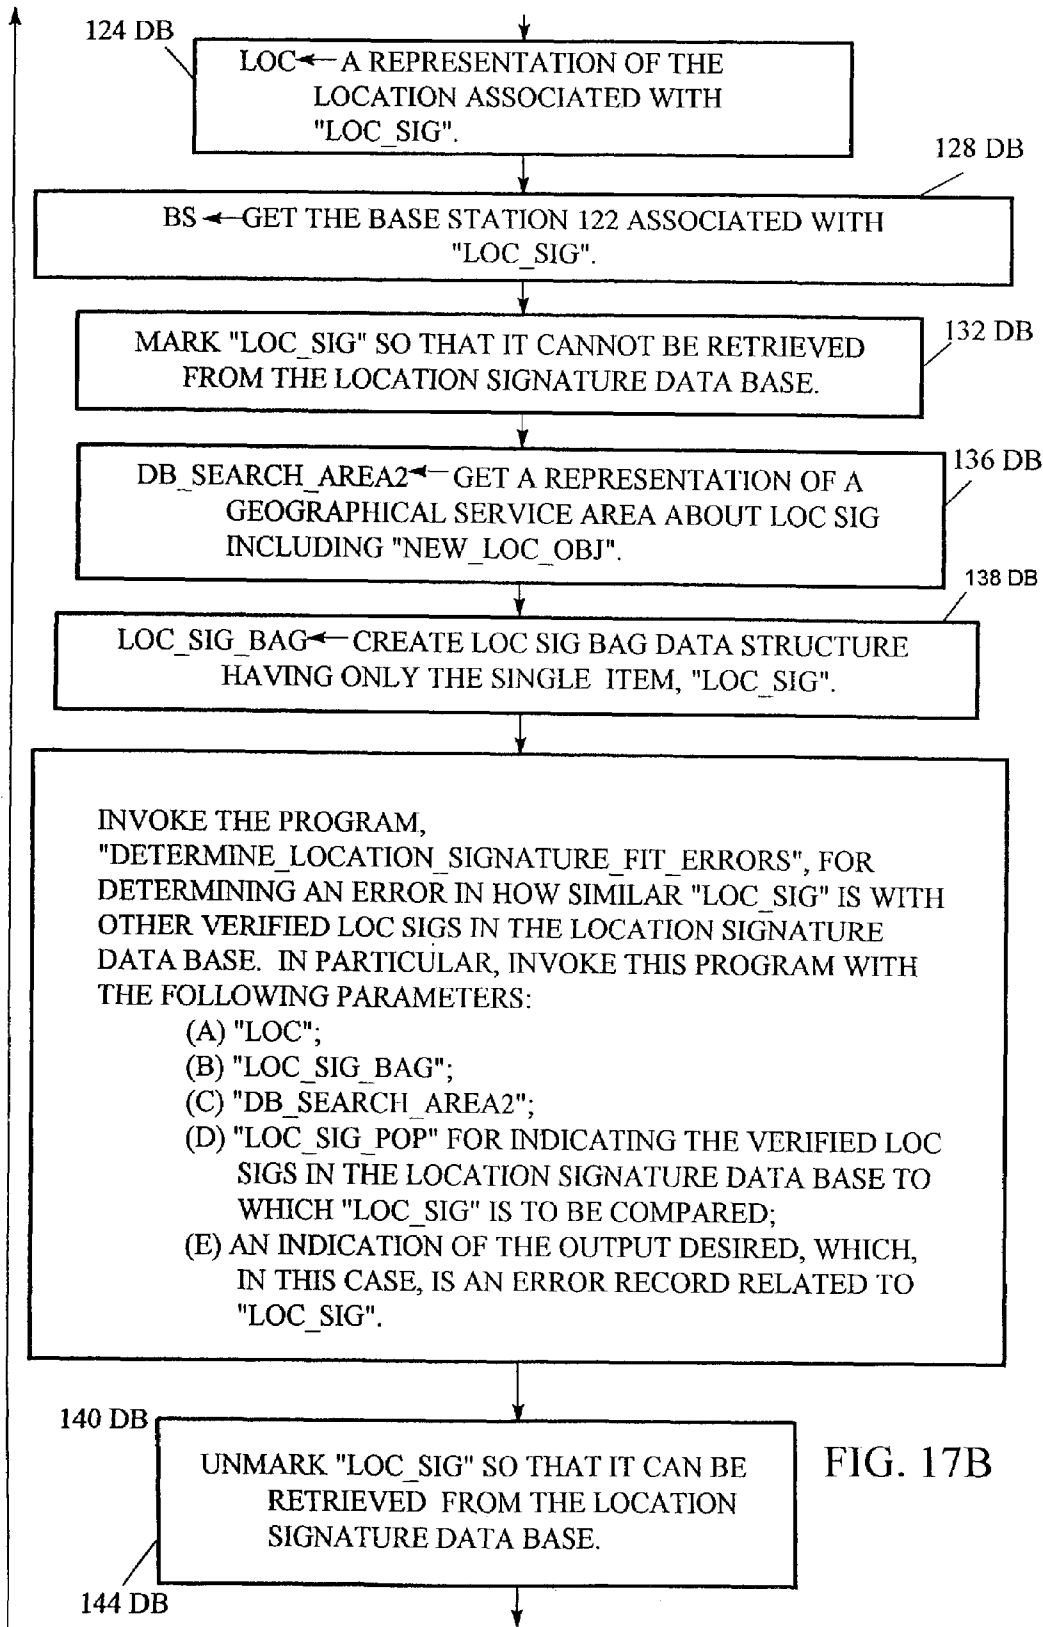 124 DB
LOC← A REPRESENTATION OF THE
LOCATION ASSOCIATED WITH
"LOC_SIG".
128 DB
BS←GET THE BASE STATION 122 ASSOCIATED WITH
"LOC_SIG".
132 DB
MARK "LOC_SIG" SO THAT IT CANNOT BE RETRIEVED
FROM THE LOCATION SIGNATURE DATA BASE.
136 DB
DB_SEARCH_AREA2← GET A REPRESENTATION OF A
GEOGRAPHICAL SERVICE AREA ABOUT LOC SIG
INCLUDING "NEW_LOC_OBJ".
138 DB
LOC_SIG_BAG← CREATE LOC SIG BAG DATA STRUCTURE
HAVING ONLY THE SINGLE ITEM, "LOC_SIG".
INVOKE THE PROGRAM,
"DETERMINE_LOCATION_SIGNATURE_FIT_ERRORS", FOR
DETERMINING AN ERROR IN HOW SIMILAR "LOC_SIG" IS WITH
OTHER VERIFIED LOC SIGS IN THE LOCATION SIGNATURE
DATA BASE. IN PARTICULAR, INVOKE THIS PROGRAM WITH
THE FOLLOWING PARAMETERS:
(A) "LOC";
(B) "LOC_SIG_BAG";
(C) "DB_SEARCH_AREA2";
(D) "LOC_SIG_POP" FOR INDICATING THE VERIFIED LOC
SIGS IN THE LOCATION SIGNATURE DATA BASE TO
WHICH "LOC_SIG" IS TO BE COMPARED;
(E) AN INDICATION OF THE OUTPUT DESIRED, WHICH,
IN THIS CASE, IS AN ERROR RECORD RELATED TO
"LOC_SIG".
140 DB
UNMARK "LOC_SIG" SO THAT IT CAN BE
RETRIEVED FROM THE LOCATION
SIGNATURE DATA BASE.
FIG. 17B
144 DB